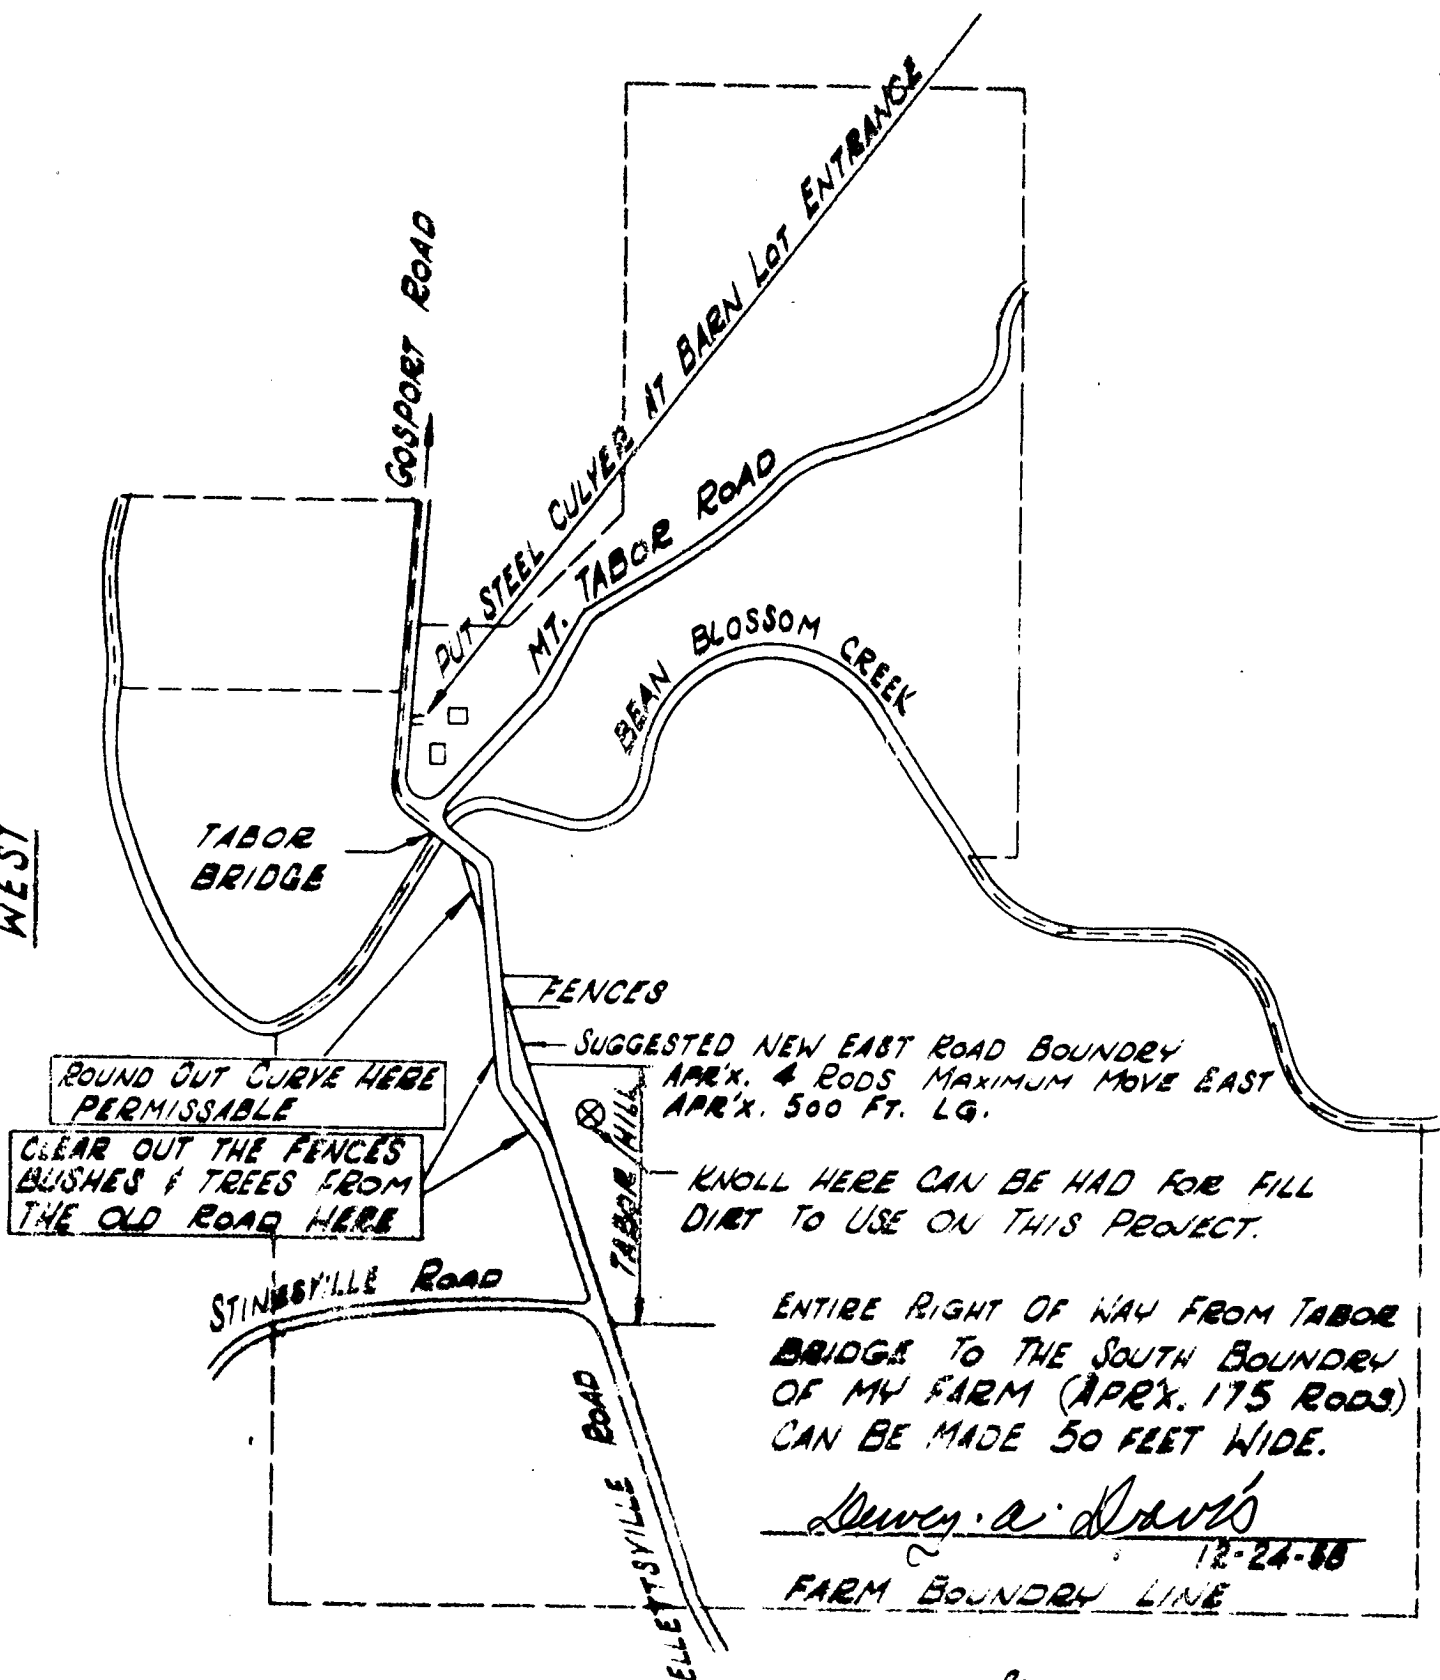 GOSPORT ROAD
PUT STEEL CULVER AT BARN LOT ENTRANCE
MT. TABOR ROAD
BEAN BLOSSOM CREEK
WEST
TABOR
BRIDGE
FENCES
SUGGESTED NEW EAST ROAD BOUNDRY
APR'X. 4 RODS MAXIMUM MOVE EAST
APR'X. 500 FT. LG.
ROUND OUT CURVE HERE
PERMISSABLE
CLEAR OUT THE FENCES
BUSHES & TREES FROM
THE OLD ROAD HERE
TABOR HILL
KNOLL HERE CAN BE HAD FOR FILL
DIRT TO USE ON THIS PROJECT.
STINESVILLE ROAD
ENTIRE RIGHT OF WAY FROM TABOR
BRIDGE TO THE SOUTH BOUNDRY
OF MY FARM (APR'X. 175 RODS)
CAN BE MADE 50 FEET WIDE.
ELLETTSVILLE ROAD
Dewey. A. Davis
FARM BOUNDRY LINE